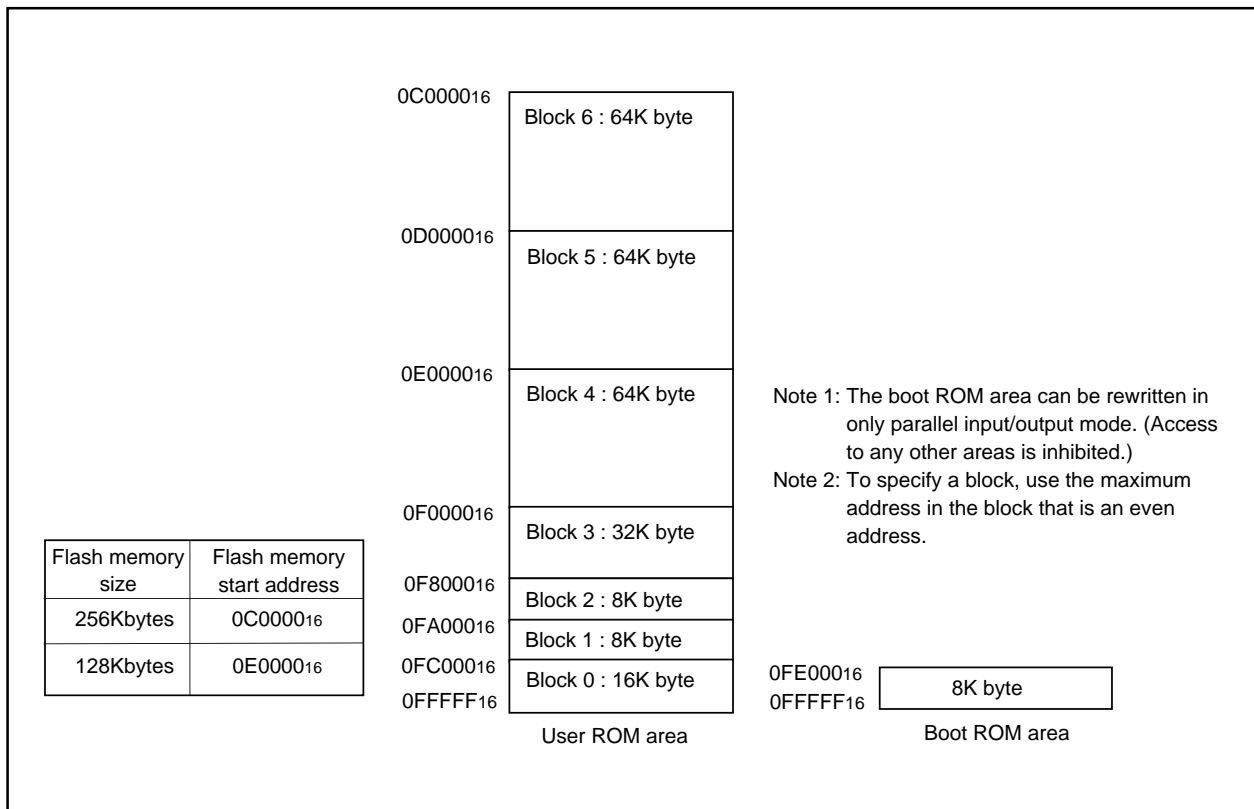 0C000016
Block 6 : 64K byte
0D000016
Block 5 : 64K byte
0E000016
Block 4 : 64K byte
0F000016
Block 3 : 32K byte
0F800016
Block 2 : 8K byte
0FA00016
Block 1 : 8K byte
0FC00016
Block 0 : 16K byte
0FFFFF16
User ROM area
Flash memory size
Flash memory start address
256Kbytes
0C000016
128Kbytes
0E000016
Note 1: The boot ROM area can be rewritten in
only parallel input/output mode. (Access
to any other areas is inhibited.)
Note 2: To specify a block, use the maximum
address in the block that is an even
address.
0FE00016
8K byte
0FFFFF16
Boot ROM area